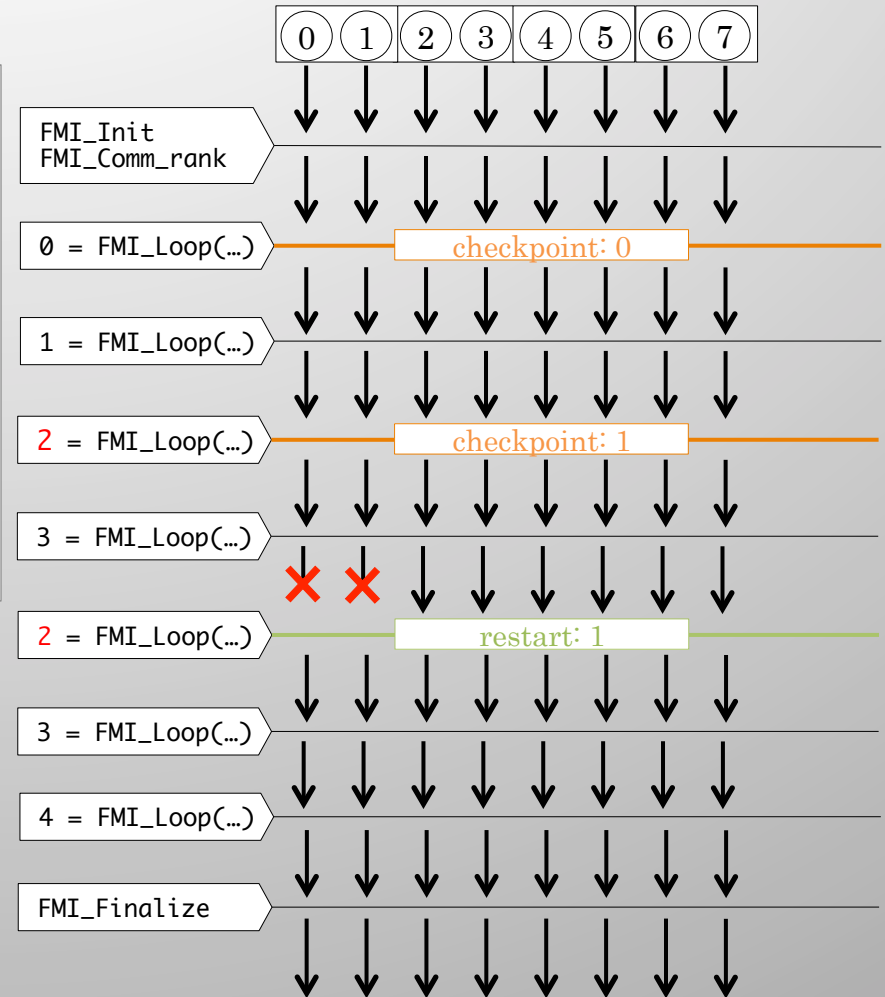 0 1 2 3 4 5 6 7
FMI_Init
FMI_Comm_rank
0 = FMI_Loop(…)
checkpoint: 0
1 = FMI_Loop(…)
2 = FMI_Loop(…)
checkpoint: 1
3 = FMI_Loop(…)
2 = FMI_Loop(…)
restart: 1
3 = FMI_Loop(…)
4 = FMI_Loop(…)
FMI_Finalize